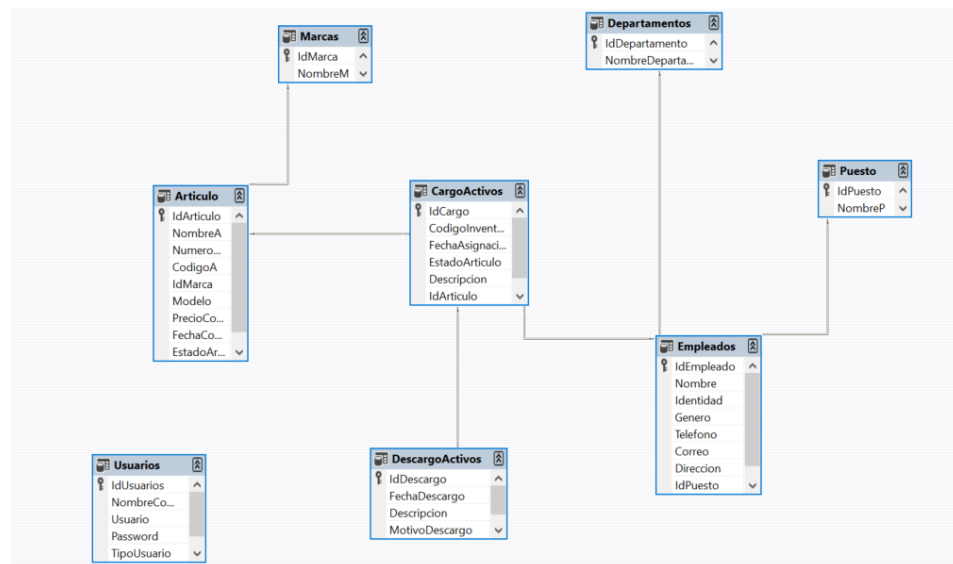 Marcas
IdMarca
NombreM
Departamentos
IdDepartamento
NombreDeparta...
Puesto
IdPuesto
NombreP
Articulo
IdArticulo
NombreA
Numero...
CodigoA
IdMarca
Modelo
PrecioCo...
FechaCo...
EstadoAr...
CargoActivos
IdCargo
CodigoInvent...
FechaAsignaci...
EstadoArticulo
Descripcion
IdArticulo
Empleados
IdEmpleado
Nombre
Identidad
Genero
Telefono
Correo
Direccion
IdPuesto
Usuarios
IdUsuarios
NombreCo...
Usuario
Password
TipoUsuario
DescargoActivos
IdDescargo
FechaDescargo
Descripcion
MotivoDescargo